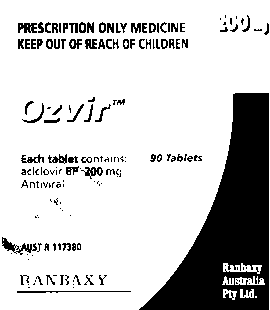 PRESCRIPTION ONLY MEDICINE
KEEP OUT OF REACH OF CHILDREN
200
Ozvir™
Each tablet contains:
aciclovir BP 200 mg
Antiviral
90 Tablets
AUST R 117380
RANBAXY
Ranbaxy
Australia
Pty Ltd.